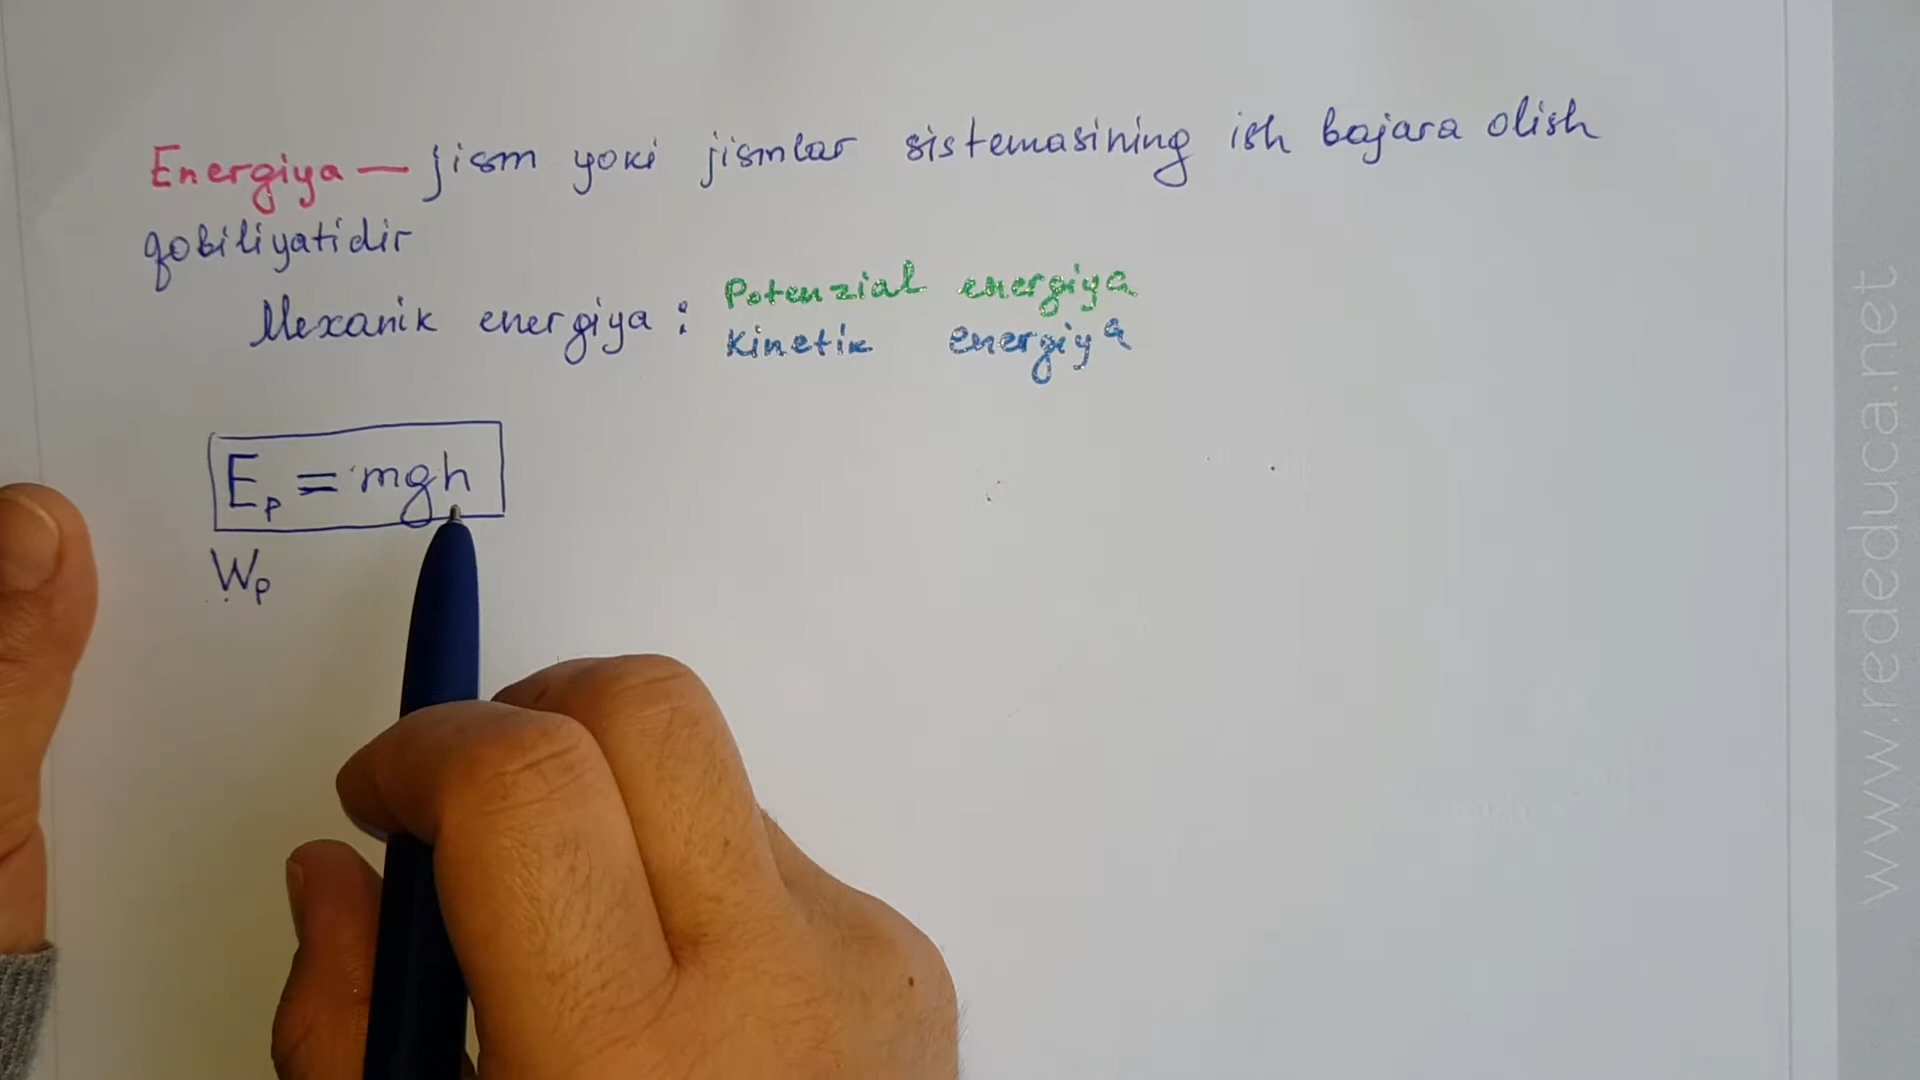 Energiya — jism yoki jismlar sistemasining ish bajara olish
qobiliyatidir
Mexanik energiya :
Potenzial energiya
Kinetik energiya
Ep = mgh
Wp
www.rededuca.net